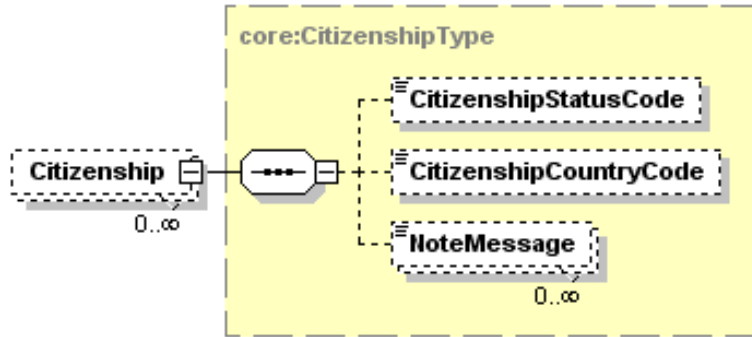 core:CitizenshipType
CitizenshipStatusCode
Citizenship
0..∞
CitizenshipCountryCode
NoteMessage
0..∞